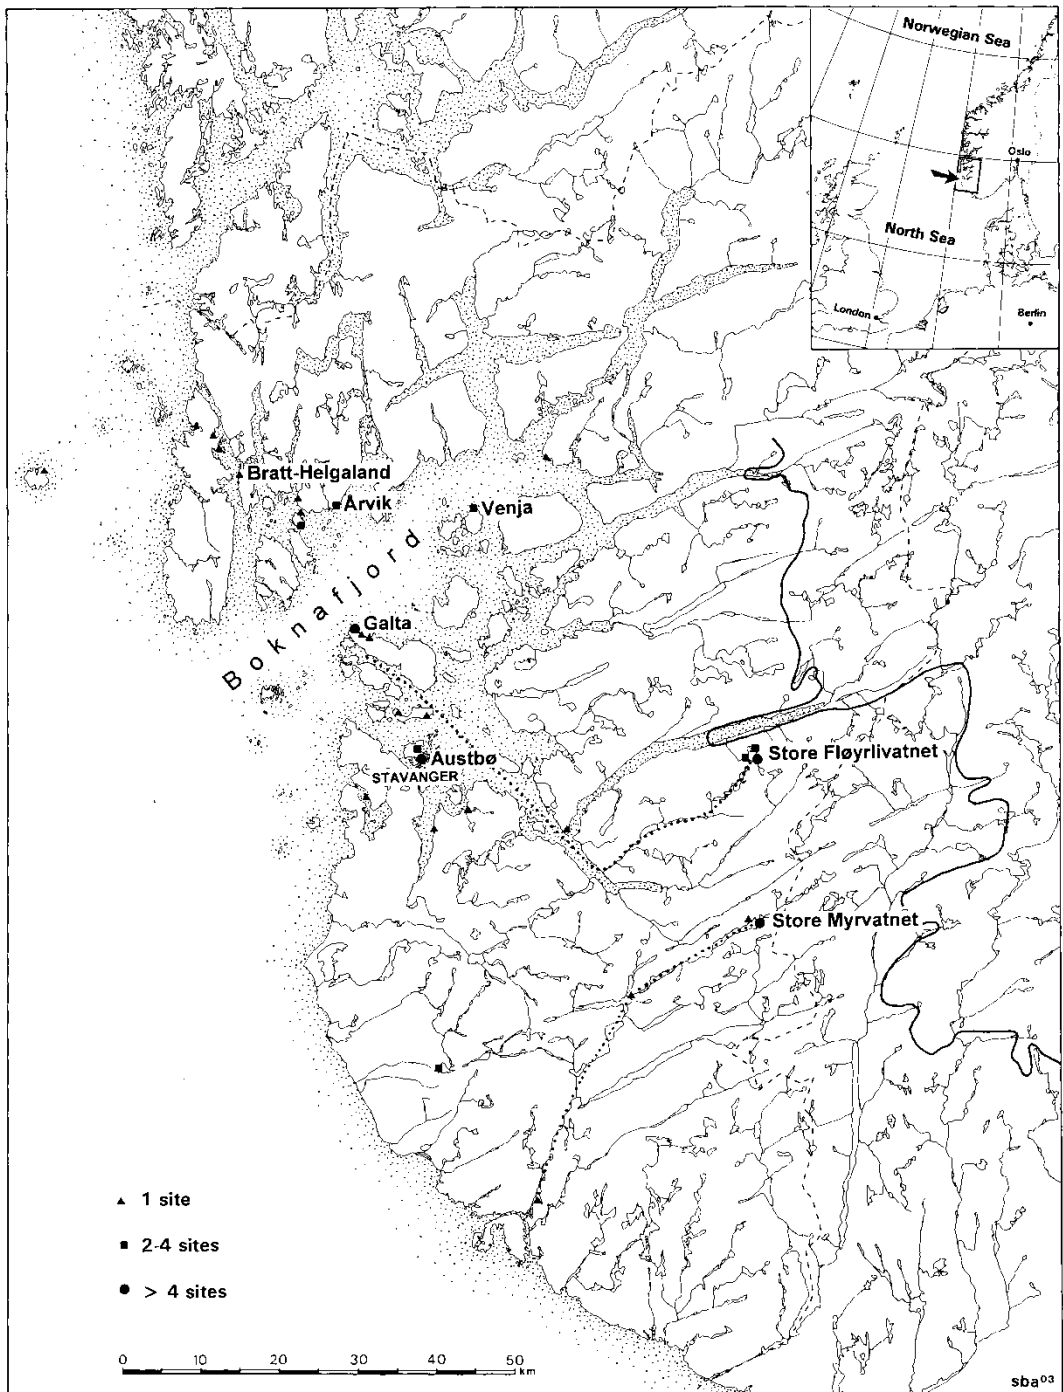 Norwegian Sea
Oslo
North Sea
London
Berlin
Bratt-Helgaland
Årvik
Venja
Boknafjord
Galta
Austbø
STAVANGER
Store Fløyrlivatnet
Store Myrvatnet
1 site
2-4 sites
> 4 sites
0 10 20 30 40 50 km
sba03